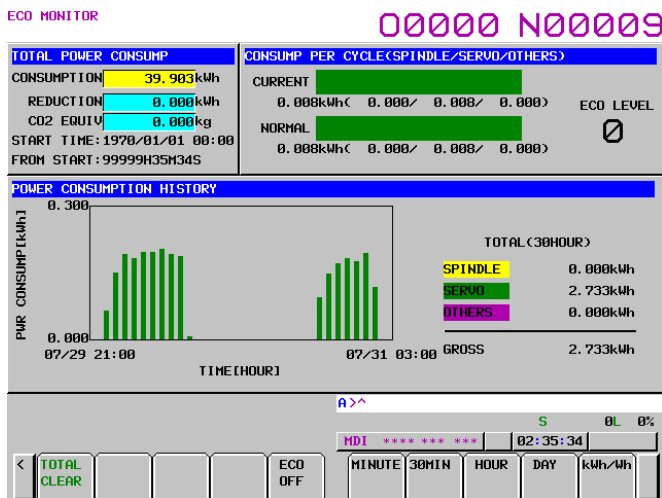 ECO MONITOR
O0000 N00009
TOTAL POWER CONSUMP
CONSUMPTION 39.903kWh
REDUCTION 0.000kWh
CO2 EQUIV 0.000kg
START TIME:1970/01/01 00:00
FROM START:99999H35M34S
CONSUMP PER CYCLE(SPINDLE/SERVO/OTHERS)
CURRENT
0.008kWh( 0.000/ 0.008/ 0.000)
NORMAL
0.008kWh( 0.000/ 0.008/ 0.000)
ECO LEVEL
0
POWER CONSUMPTION HISTORY
0.300
PWR CONSUMP[kWh]
0.000
07/29 21:00
07/31 03:00
TIME[HOUR]
TOTAL(30HOUR)
SPINDLE 0.000kWh
SERVO 2.733kWh
OTHERS 0.000kWh
GROSS 2.733kWh
A>^
S 0L 0%
MDI **** *** *** 02:35:34
< TOTAL CLEAR ECO OFF MINUTE 30MIN HOUR DAY kWh/Wh